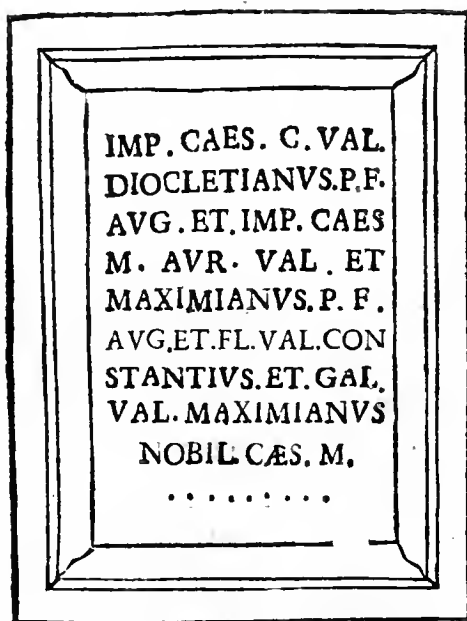 IMP. CAES. C. VAL.
DIOCLETIANVS.P.F.
AVG. ET. IMP. CAES
M. AVR. VAL. ET
MAXIMIANVS. P. F.
AVG.ET.FL.VAL.CON
STANTIVS. ET. GAL.
VAL. MAXIMIANVS
NOBIL. CÆS. M.
.........